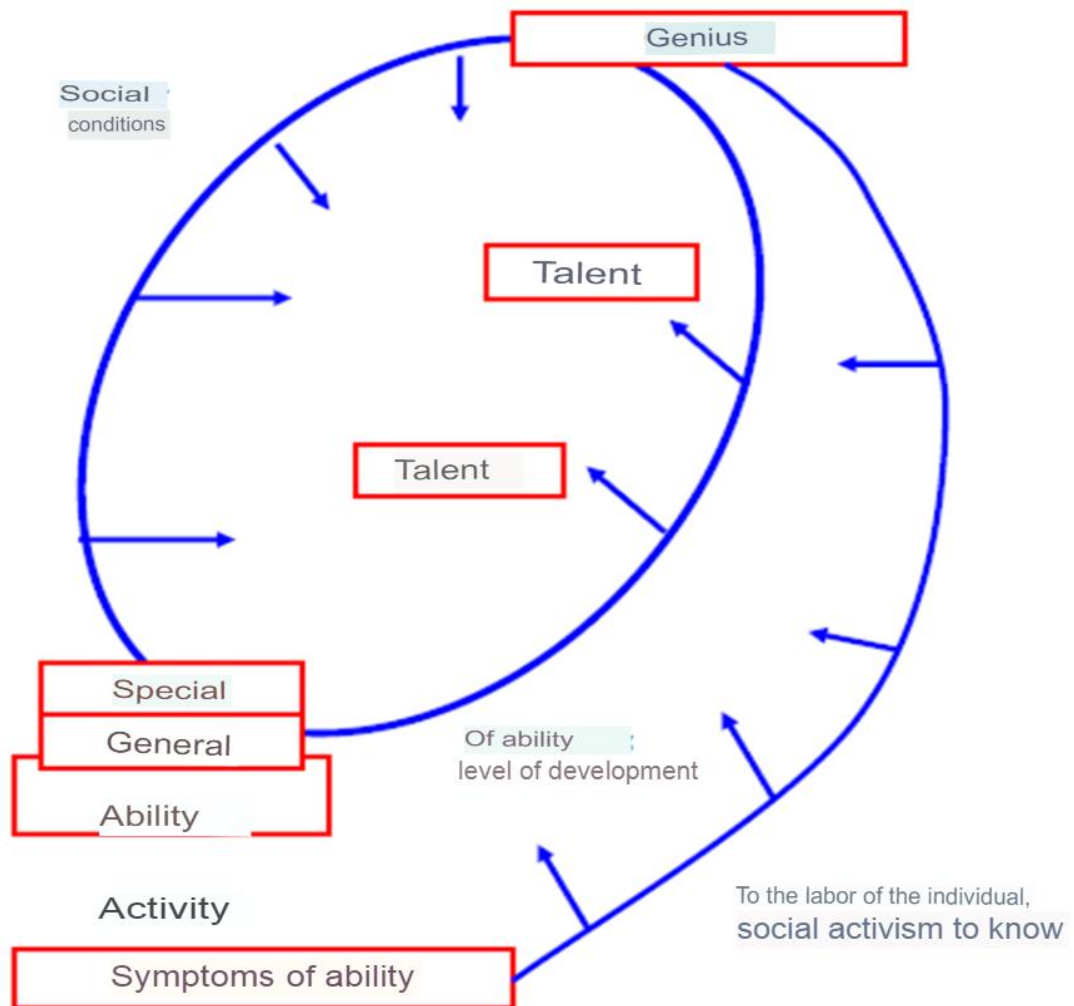 Genius
Social
conditions
Talent
Talent
Special
General
Of ability ;
level of development
Ability
Activity
To the labor of the individual,
social activism to know
Symptoms of ability